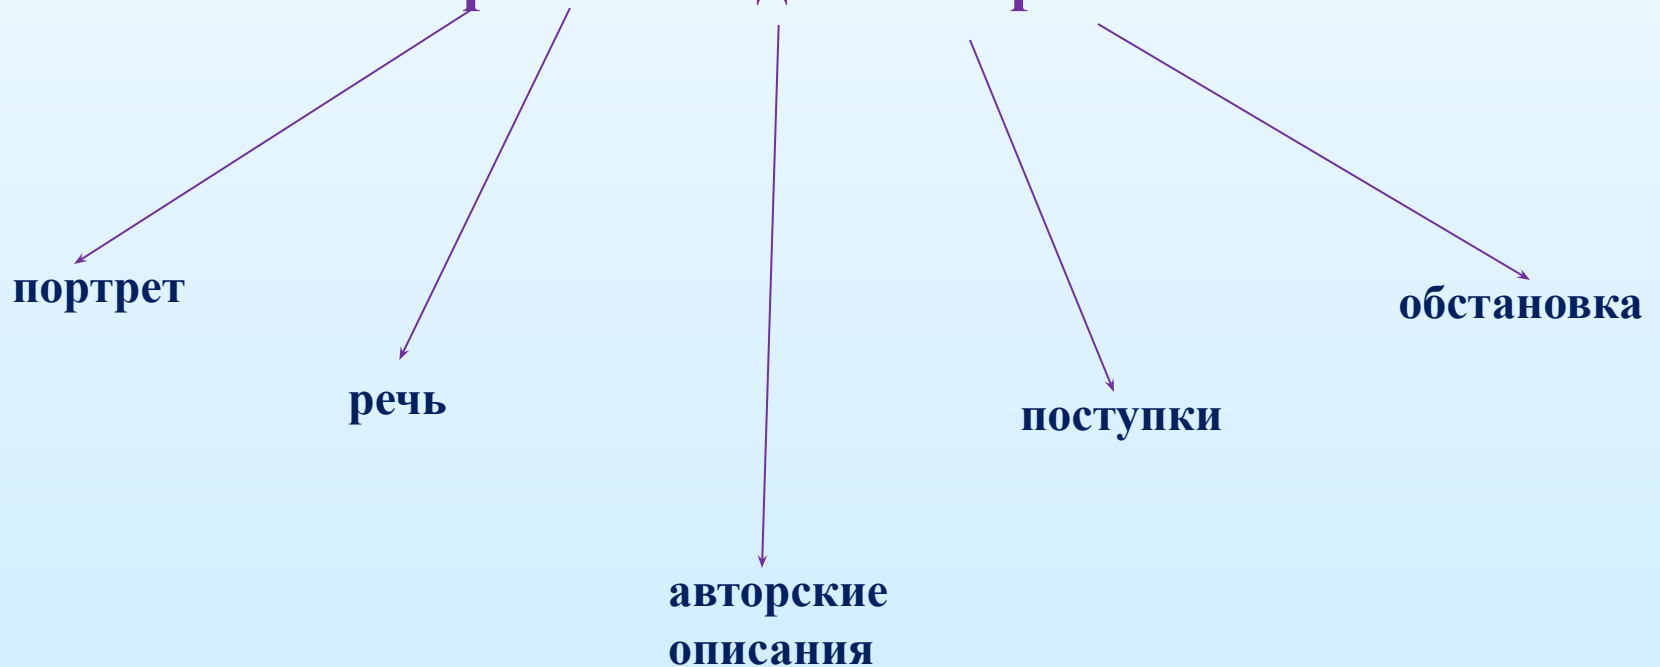 портрет
обстановка
речь
поступки
авторские
описания